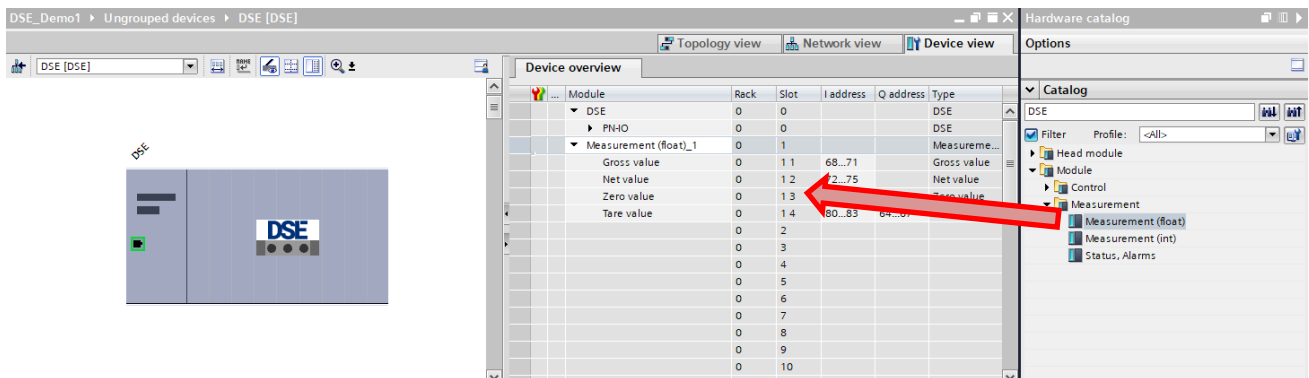 DSE_Demo1 ▸ Ungrouped devices ▸ DSE [DSE]
Topology view Network view Device view
DSE [DSE]
DSE
DSE
Device overview
... Module Rack Slot I address Q address Type
DSE 0 0 DSE
PN-IO 0 0 DSE
Measurement (float)_1 0 1 Measureme...
Gross value 0 1 1 68...71 Gross value
Net value 0 1 2 72...75 Net value
Zero value 0 1 3 Zero value
Tare value 0 1 4 80...83 64...67
0 2
0 3
0 4
0 5
0 6
0 7
0 8
0 9
0 10
Hardware catalog
Options
Catalog
DSE
Filter Profile: <All>
Head module
Module
Control
Measurement
Measurement (float)
Measurement (int)
Status, Alarms